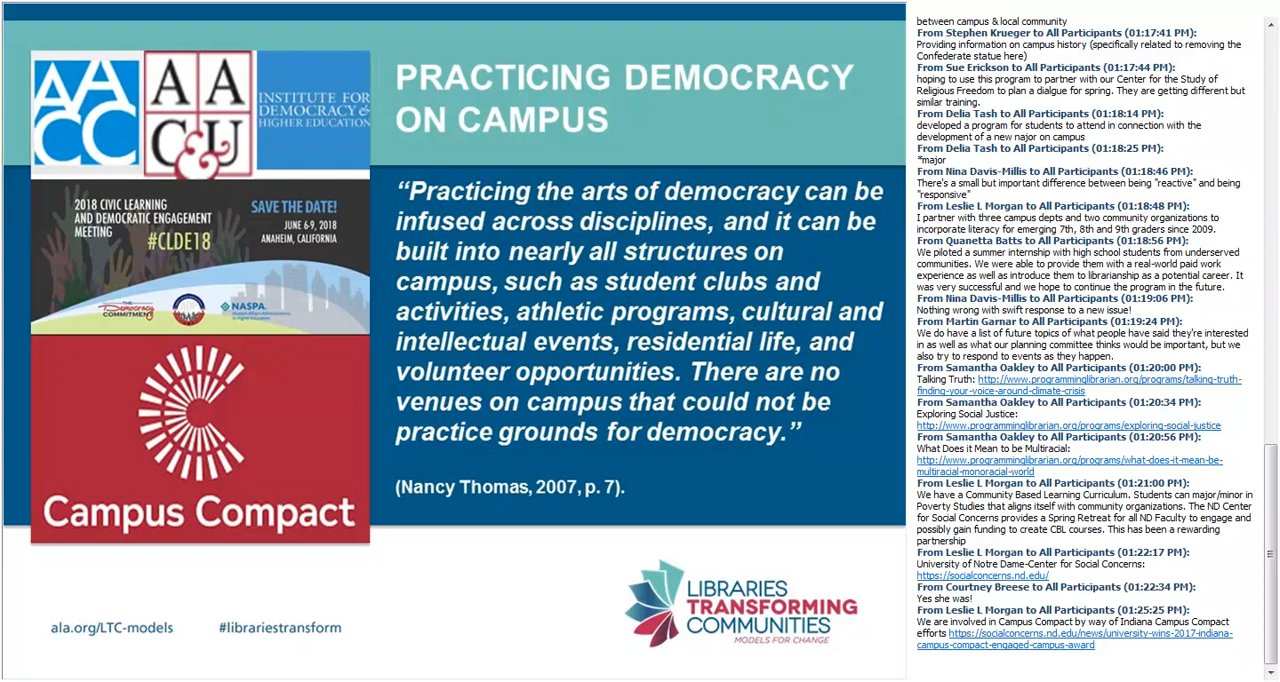 AA
CC
A A
C&U
INSTITUTE FOR
DEMOCRACY &
HIGHER EDUCATION
2018 CIVIC LEARNING
AND DEMOCRATIC ENGAGEMENT
MEETING
#CLDE18
SAVE THE DATE!
JUNE 6-9, 2018
ANAHEIM, CALIFORNIA
THE
Democracy
COMMITMENT
NASPA
Student Affairs Administrators
in Higher Education
Campus Compact
PRACTICING DEMOCRACY
ON CAMPUS
“Practicing the arts of democracy can be
infused across disciplines, and it can be
built into nearly all structures on
campus, such as student clubs and
activities, athletic programs, cultural and
intellectual events, residential life, and
volunteer opportunities. There are no
venues on campus that could not be
practice grounds for democracy.”
(Nancy Thomas, 2007, p. 7).
ala.org/LTC-models
#librariestransform
LIBRARIES
TRANSFORMING
COMMUNITIES
MODELS FOR CHANGE
between campus & local community
From Stephen Krueger to All Participants (01:17:41 PM):
Providing information on campus history (specifically related to removing the
Confederate statue here)
From Sue Erickson to All Participants (01:17:44 PM):
hoping to use this program to partner with our Center for the Study of
Religious Freedom to plan a dialgue for spring. They are getting different but
similar training.
From Delia Tash to All Participants (01:18:14 PM):
developed a program for students to attend in connection with the
development of a new najor on campus
From Delia Tash to All Participants (01:18:25 PM):
*major
From Nina Davis-Millis to All Participants (01:18:46 PM):
There's a small but important difference between being "reactive" and being
"responsive"
From Leslie L Morgan to All Participants (01:18:48 PM):
I partner with three campus depts and two community organizations to
incorporate literacy for emerging 7th, 8th and 9th graders since 2009.
From Quanetta Batts to All Participants (01:18:56 PM):
We piloted a summer internship with high school students from underserved
communities. We were able to provide them with a real-world paid work
experience as well as introduce them to librarianship as a potential career. It
was very successful and we hope to continue the program in the future.
From Nina Davis-Millis to All Participants (01:19:06 PM):
Nothing wrong with swift response to a new issue!
From Martin Garnar to All Participants (01:19:24 PM):
We do have a list of future topics of what people have said they're interested
in as well as what our planning committee thinks would be important, but we
also try to respond to events as they happen.
From Samantha Oakley to All Participants (01:20:00 PM):
Talking Truth: http://www.programminglibrarian.org/programs/talking-truth-
finding-your-voice-around-climate-crisis
From Samantha Oakley to All Participants (01:20:34 PM):
Exploring Social Justice:
http://www.programminglibrarian.org/programs/exploring-social-justice
From Samantha Oakley to All Participants (01:20:56 PM):
What Does it Mean to be Multiracial:
http://www.programminglibrarian.org/programs/what-does-it-mean-be-
multiracial-monoracial-world
From Leslie L Morgan to All Participants (01:21:00 PM):
We have a Community Based Learning Curriculum. Students can major/minor in
Poverty Studies that aligns itself with community organizations. The ND Center
for Social Concerns provides a Spring Retreat for all ND Faculty to engage and
possibly gain funding to create CBL courses. This has been a rewarding
partnership
From Leslie L Morgan to All Participants (01:22:17 PM):
University of Notre Dame-Center for Social Concerns:
https://socialconcerns.nd.edu/
From Courtney Breese to All Participants (01:22:34 PM):
Yes she was!
From Leslie L Morgan to All Participants (01:25:25 PM):
We are involved in Campus Compact by way of Indiana Campus Compact
efforts https://socialconcerns.nd.edu/news/university-wins-2017-indiana-
campus-compact-engaged-campus-award